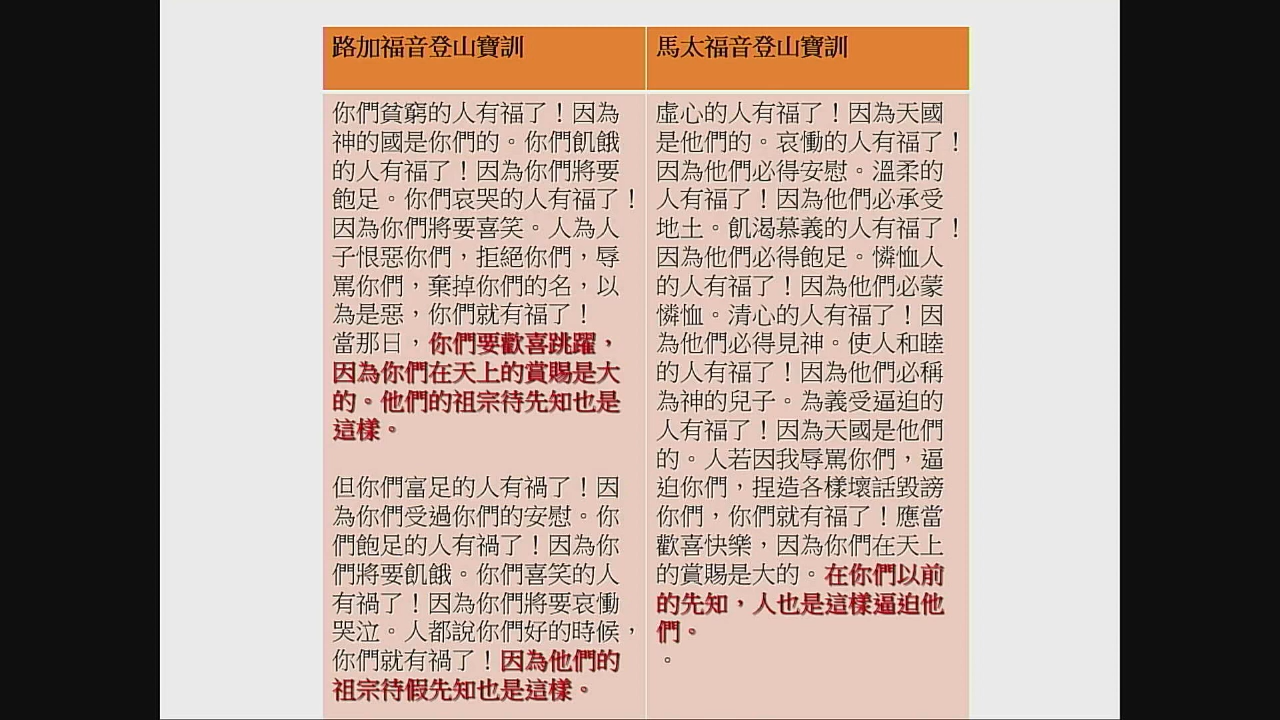 路加福音登山寶訓
你們貧窮的人有福了！因為
神的國是你們的。你們飢餓
的人有福了！因為你們將要
飽足。你們哀哭的人有福了！
因為你們將要喜笑。人為人
子恨惡你們，拒絕你們，辱
罵你們，棄掉你們的名，以
為是惡，你們就有福了！
當那日，你們要歡喜跳躍，
因為你們在天上的賞賜是大
的。他們的祖宗待先知也是
這樣。
但你們富足的人有禍了！因
為你們受過你們的安慰。你
們飽足的人有禍了！因為你
們將要飢餓。你們喜笑的人
有禍了！因為你們將要哀慟
哭泣。人都說你們好的時候，
你們就有禍了！因為他們的
祖宗待假先知也是這樣。
馬太福音登山寶訓
虛心的人有福了！因為天國
是他們的。哀慟的人有福了！
因為他們必得安慰。溫柔的
人有福了！因為他們必承受
地土。飢渴慕義的人有福了！
因為他們必得飽足。憐恤人
的人有福了！因為他們必蒙
憐恤。清心的人有福了！因
為他們必得見神。使人和睦
的人有福了！因為他們必稱
為神的兒子。為義受逼迫的
人有福了！因為天國是他們
的。人若因我辱罵你們，逼
迫你們，捏造各樣壞話毀謗
你們，你們就有福了！應當
歡喜快樂，因為你們在天上
的賞賜是大的。在你們以前
的先知，人也是這樣逼迫他
們。
。